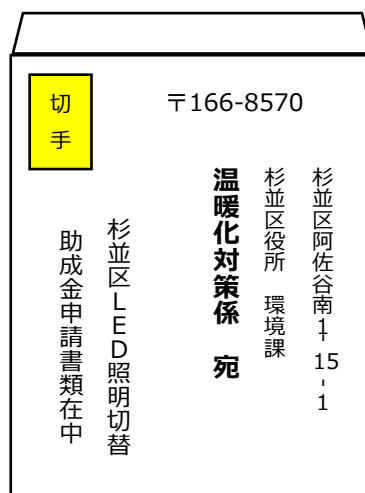 切
手
〒166-8570
杉並区阿佐谷南1-15-1
杉並区役所 環境課
温暖化対策係 宛
杉並区LED照明切替
助成金申請書類在中